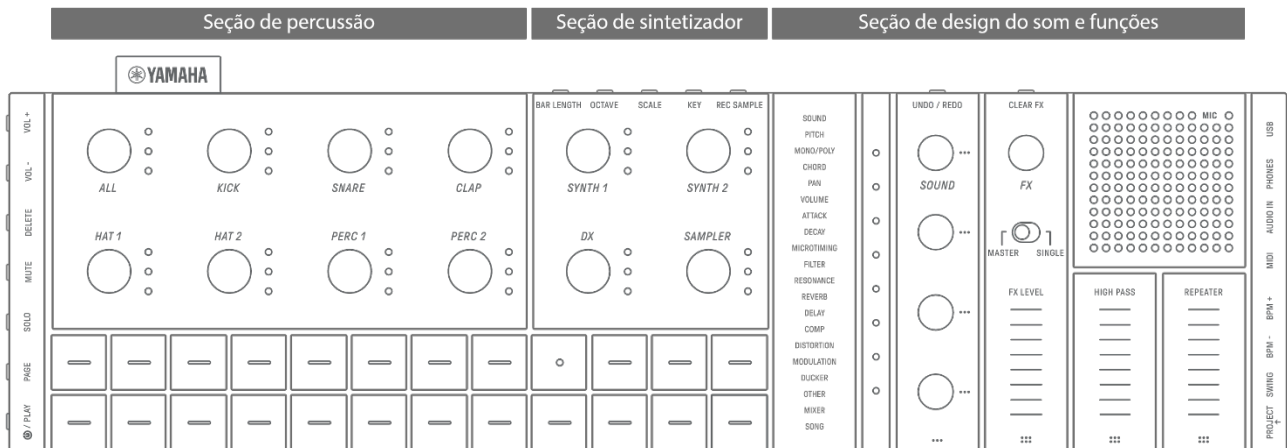 Seção de percussão
Seção de sintetizador
Seção de design do som e funções
YAMAHA
VOL +
VOL -
DELETE
MUTE
SOLO
PAGE
/ PLAY
ALL
KICK
SNARE
CLAP
HAT 1
HAT 2
PERC 1
PERC 2
BAR LENGTH
OCTAVE
SCALE
KEY
REC SAMPLE
SYNTH 1
SYNTH 2
DX
SAMPLER
SOUND
PITCH
MONO/POLY
CHORD
PAN
VOLUME
ATTACK
DECAY
MICROTIMING
FILTER
RESONANCE
REVERB
DELAY
COMP
DISTORTION
MODULATION
DUCKER
OTHER
MIXER
SONG
UNDO / REDO
SOUND
CLEAR FX
FX
MASTER
SINGLE
FX LEVEL
MIC
HIGH PASS
REPEATER
USB
PHONES
AUDIO IN
MIDI
BPM +
BPM -
SWING
PROJECT